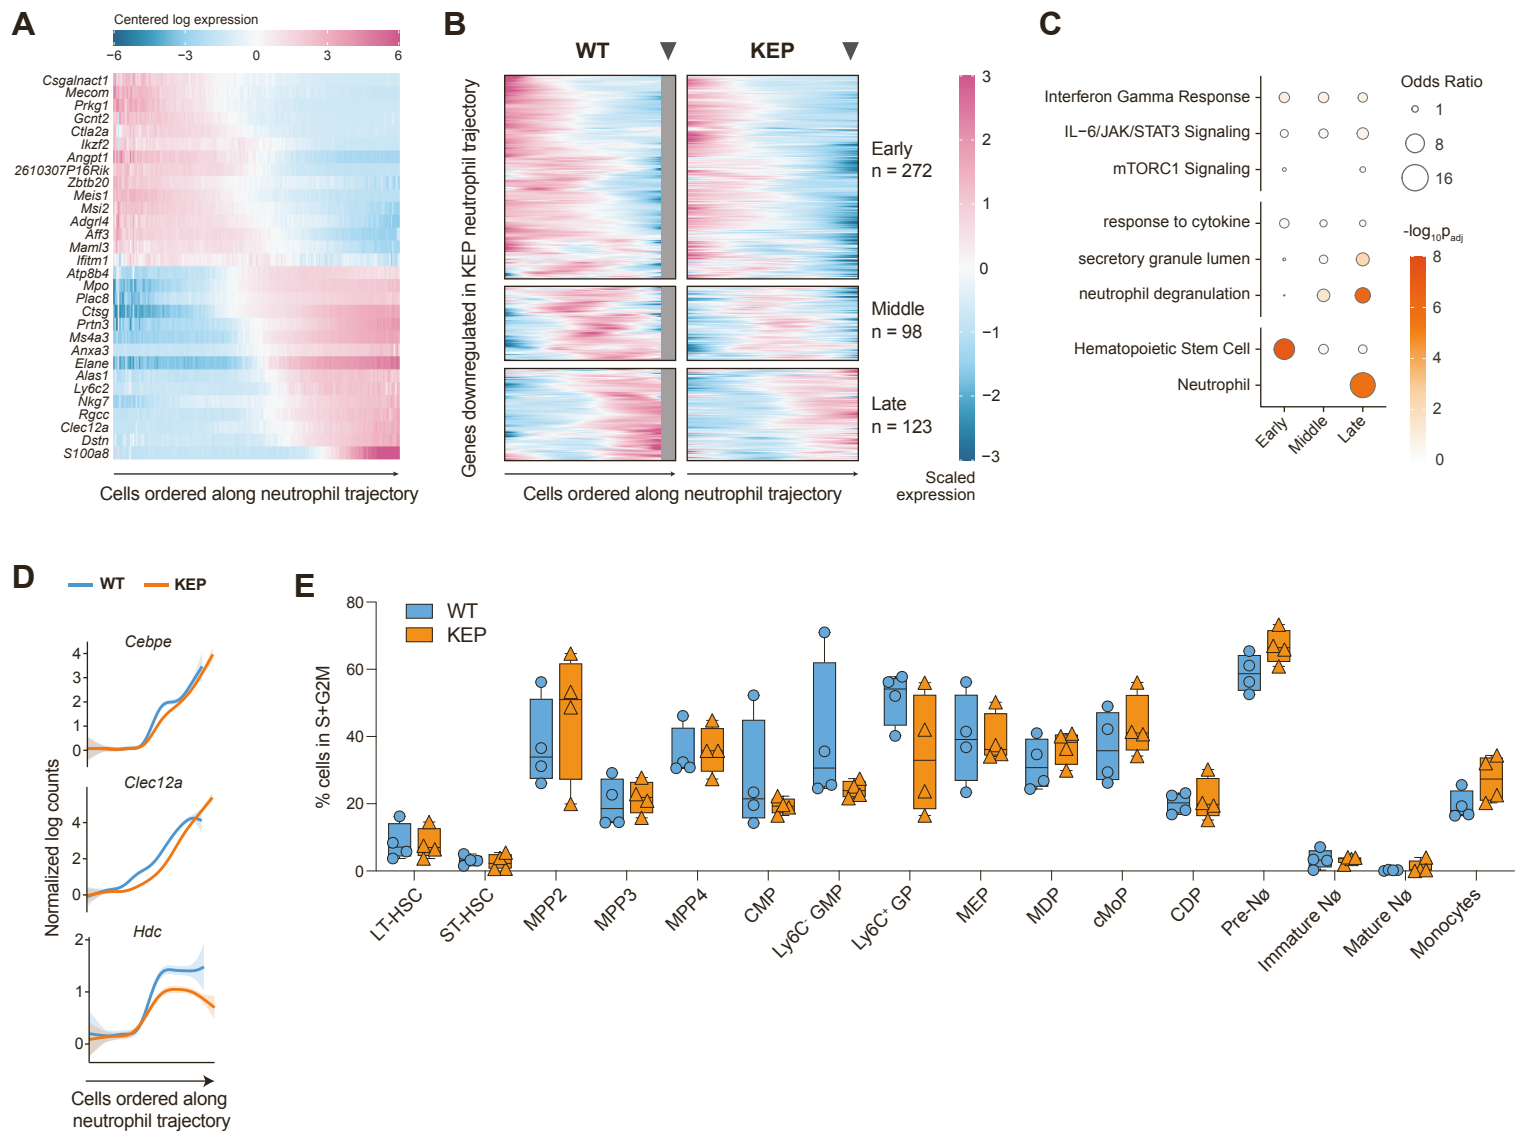 A
Centered log expression
−6 −3 0 3 6
Csgalnact1
Mecom
Prkg1
Gcnt2
Ctla2a
Ikzf2
Angpt1
2610307P16Rik
Zbtb20
Meis1
Msi2
Adgrl4
Aff3
Maml3
Ifitm1
Atp8b4
Mpo
Plac8
Ctsg
Prtn3
Ms4a3
Anxa3
Elane
Alas1
Ly6c2
Nkg7
Rgcc
Clec12a
Dstn
S100a8
Cells ordered along neutrophil trajectory
B
WT KEP
Genes downregulated in KEP neutrophil trajectory
Early
n = 272
Middle
n = 98
Late
n = 123
3
2
1
0
−1
−2
−3
Scaled
expression
Cells ordered along neutrophil trajectory
C
Interferon Gamma Response
IL−6/JAK/STAT3 Signaling
mTORC1 Signaling
response to cytokine
secretory granule lumen
neutrophil degranulation
Hematopoietic Stem Cell
Neutrophil
Early Middle Late
Odds Ratio
1
8
16
-log10padj
8
6
4
2
0
D
WT KEP
Normalized log counts
Cebpe
4
3
2
1
0
Clec12a
4
2
0
Hdc
2
1
0
Cells ordered along
neutrophil trajectory
E
WT
KEP
% cells in S+G2M
80
60
40
20
0
LT-HSC
ST-HSC
MPP2
MPP3
MPP4
CMP
Ly6C- GMP
Ly6C+ GP
MEP
MDP
cMoP
CDP
Pre-Nø
Immature Nø
Mature Nø
Monocytes